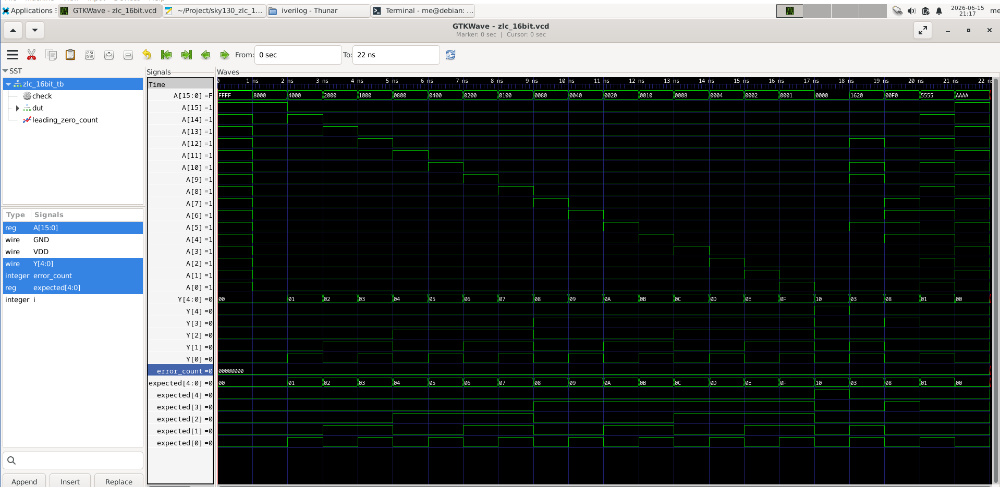 Applications
GTKWave - zlc_16bit.vcd
~/Project/sky130_zlc_1...
iverilog - Thunar
Terminal - me@debian: ...
2026-06-15
21:17
me
GTKWave - zlc_16bit.vcd
Marker: 0 sec | Cursor: 0 sec
From: 0 sec To: 22 ns
SST
zlc_16bit_tb
check
dut
leading_zero_count
Type Signals
reg A[15:0]
wire GND
wire VDD
wire Y[4:0]
integer error_count
reg expected[4:0]
integer i
Append Insert Replace
Signals
Time
A[15:0] =F
A[15] =1
A[14] =1
A[13] =1
A[12] =1
A[11] =1
A[10] =1
A[9] =1
A[8] =1
A[7] =1
A[6] =1
A[5] =1
A[4] =1
A[3] =1
A[2] =1
A[1] =1
A[0] =1
Y[4:0] =0
Y[4] =0
Y[3] =0
Y[2] =0
Y[1] =0
Y[0] =0
error_count =0
expected[4:0] =0
expected[4] =0
expected[3] =0
expected[2] =0
expected[1] =0
expected[0] =0
Waves
0 1 ns 2 ns 3 ns 4 ns 5 ns 6 ns 7 ns 8 ns 9 ns 10 ns 11 ns 12 ns 13 ns 14 ns 15 ns 16 ns 17 ns 18 ns 19 ns 20 ns 21 ns 22 ns
FFFF 8000 4000 2000 1000 0800 0400 0200 0100 0080 0040 0020 0010 0008 0004 0002 0001 0000 1620 00F0 5555 AAAA
00 01 02 03 04 05 06 07 08 09 0A 0B 0C 0D 0E 0F 10 03 08 01 00
00000000
00 01 02 03 04 05 06 07 08 09 0A 0B 0C 0D 0E 0F 10 03 08 01 00